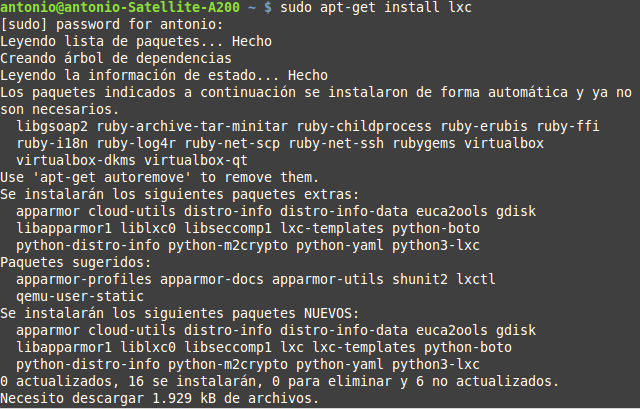 antonio@antonio-Satellite-A200 ~ $ sudo apt-get install lxc
[sudo] password for antonio:
Leyendo lista de paquetes... Hecho
Creando árbol de dependencias
Leyendo la información de estado... Hecho
Los paquetes indicados a continuación se instalaron de forma automática y ya no
son necesarios.
  libgsoap2 ruby-archive-tar-minitar ruby-childprocess ruby-erubis ruby-ffi
  ruby-i18n ruby-log4r ruby-net-scp ruby-net-ssh rubygems virtualbox
  virtualbox-dkms virtualbox-qt
Use 'apt-get autoremove' to remove them.
Se instalarán los siguientes paquetes extras:
  apparmor cloud-utils distro-info distro-info-data euca2ools gdisk
  libapparmor1 liblxc0 libseccomp1 lxc-templates python-boto
  python-distro-info python-m2crypto python-yaml python3-lxc
Paquetes sugeridos:
  apparmor-profiles apparmor-docs apparmor-utils shunit2 lxctl
  qemu-user-static
Se instalarán los siguientes paquetes NUEVOS:
  apparmor cloud-utils distro-info distro-info-data euca2ools gdisk
  libapparmor1 liblxc0 libseccomp1 lxc lxc-templates python-boto
  python-distro-info python-m2crypto python-yaml python3-lxc
0 actualizados, 16 se instalarán, 0 para eliminar y 6 no actualizados.
Necesito descargar 1.929 kB de archivos.